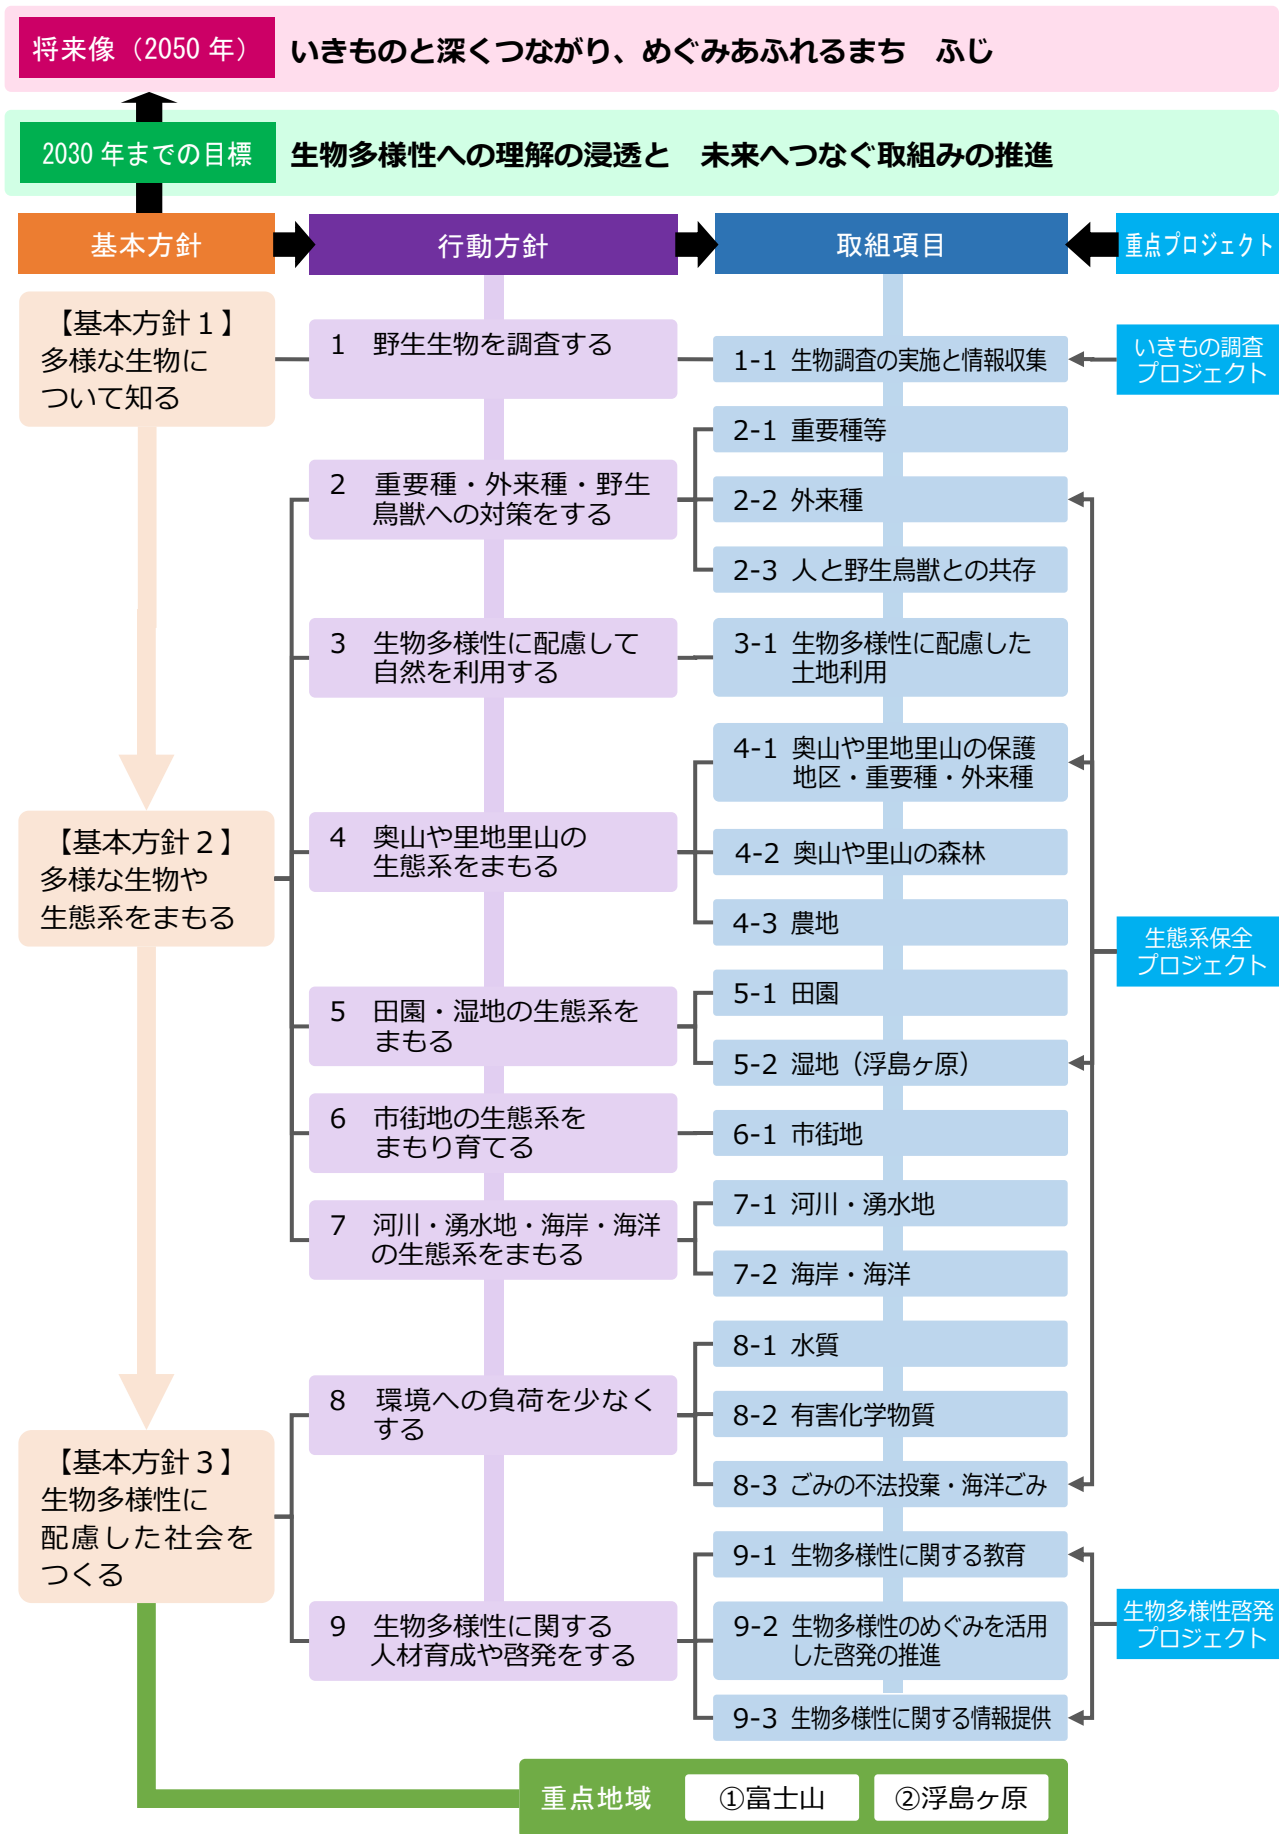 将来像（2050 年）
いきものと深くつながり、めぐみあふれるまち　ふじ
2030 年までの目標
生物多様性への理解の浸透と　未来へつなぐ取組みの推進
基本方針
行動方針
取組項目
重点プロジェクト
【基本方針１】
多様な生物に
ついて知る
1　野生生物を調査する
1-1 生物調査の実施と情報収集
いきもの調査
プロジェクト
2-1 重要種等
2　重要種・外来種・野生
鳥獣への対策をする
2-2 外来種
2-3 人と野生鳥獣との共存
3　生物多様性に配慮して
自然を利用する
3-1 生物多様性に配慮した
土地利用
4-1 奥山や里地里山の保護
地区・重要種・外来種
【基本方針２】
多様な生物や
生態系をまもる
4　奥山や里地里山の
生態系をまもる
4-2 奥山や里山の森林
4-3 農地
生態系保全
プロジェクト
5　田園・湿地の生態系を
まもる
5-1 田園
5-2 湿地（浮島ヶ原）
6　市街地の生態系を
まもり育てる
6-1 市街地
7　河川・湧水地・海岸・海洋
の生態系をまもる
7-1 河川・湧水地
7-2 海岸・海洋
8-1 水質
8　環境への負荷を少なく
する
8-2 有害化学物質
8-3 ごみの不法投棄・海洋ごみ
【基本方針３】
生物多様性に
配慮した社会を
つくる
9-1 生物多様性に関する教育
9　生物多様性に関する
人材育成や啓発をする
9-2 生物多様性のめぐみを活用
した啓発の推進
生物多様性啓発
プロジェクト
9-3 生物多様性に関する情報提供
重点地域
①富士山
②浮島ヶ原